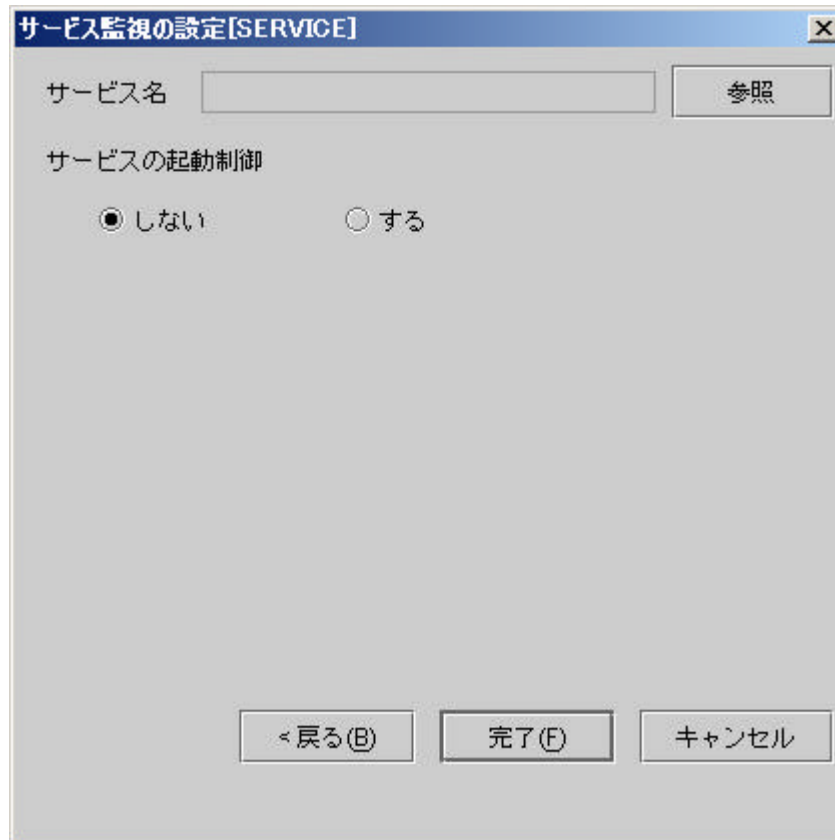 サービス監視の設定[SERVICE]
サービス名 参照
サービスの起動制御
しない する
<戻る(B) 完了(F) キャンセル